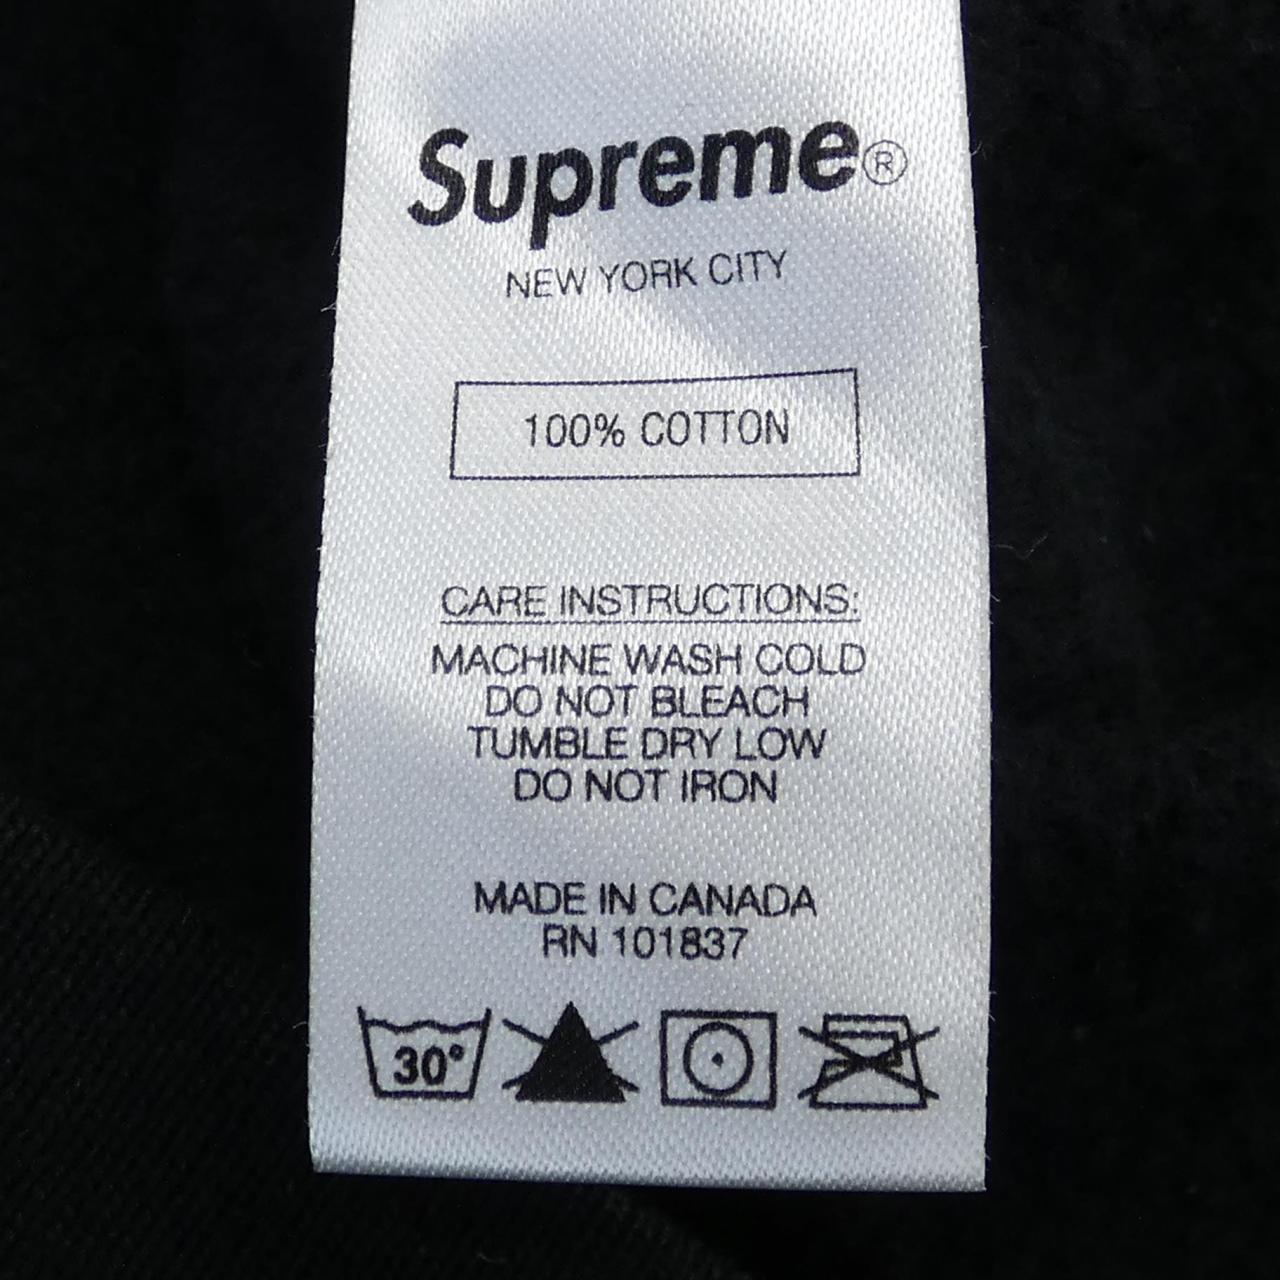 Supreme®
NEW YORK CITY
100% COTTON
CARE INSTRUCTIONS:
MACHINE WASH COLD
DO NOT BLEACH
TUMBLE DRY LOW
DO NOT IRON
MADE IN CANADA
RN 101837
30°